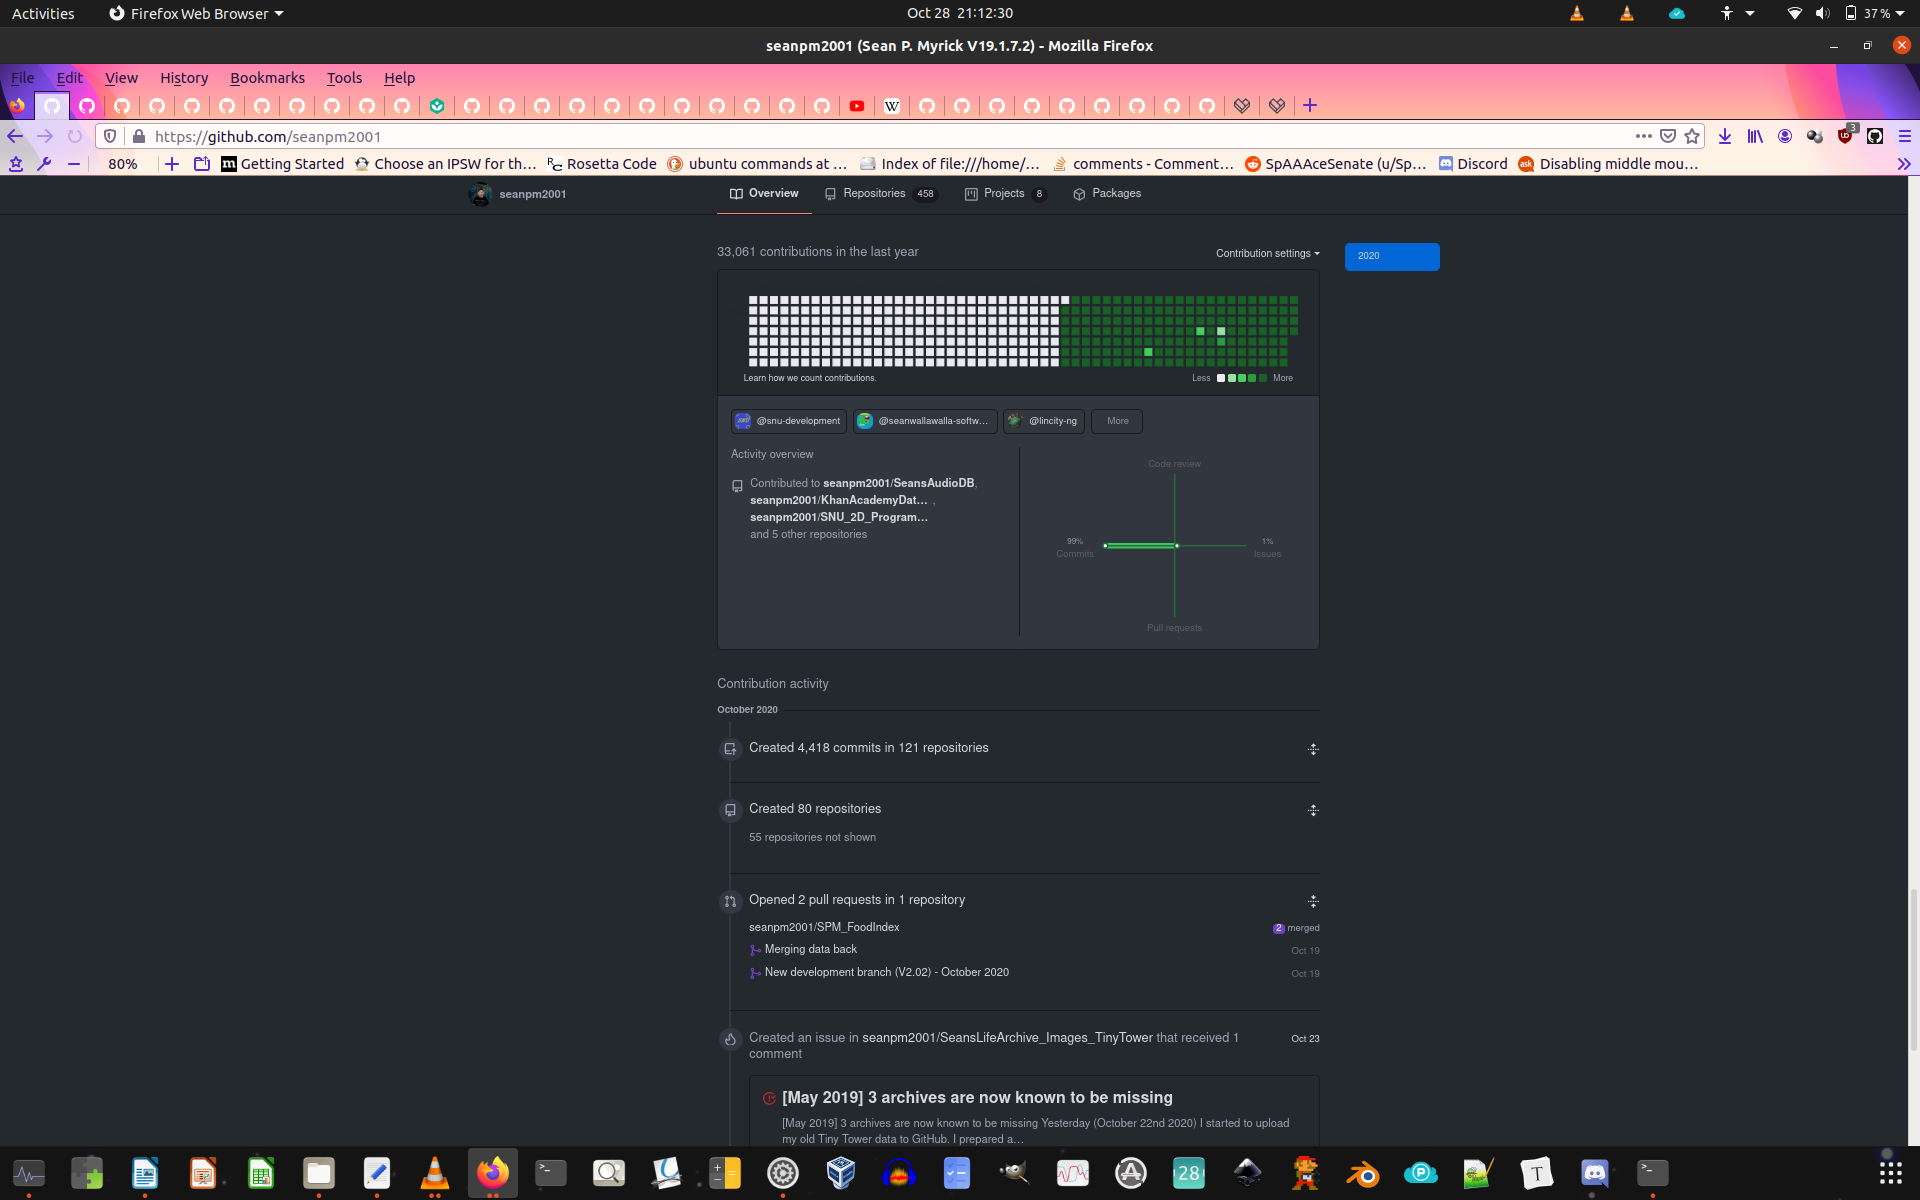 Activities
Firefox Web Browser
Oct 28 21:12:30
37 %
seanpm2001 (Sean P. Myrick V19.1.7.2) - Mozilla Firefox
File Edit View History Bookmarks Tools Help
https://github.com/seanpm2001
3
80%
Getting Started
Choose an IPSW for th…
Rosetta Code
ubuntu commands at …
Index of file:///home/…
comments - Comment…
SpAAAceSenate (u/Sp…
Discord
Disabling middle mou…
seanpm2001
Overview
Repositories 458
Projects 8
Packages
33,061 contributions in the last year
Contribution settings
2020
Learn how we count contributions.
Less
More
@snu-development
@seanwallawalla-softw…
@lincity-ng
More
Activity overview
Contributed to seanpm2001/SeansAudioDB,
seanpm2001/KhanAcademyDat… ,
seanpm2001/SNU_2D_Program…
and 5 other repositories
Code review
99%
Commits
1%
Issues
Pull requests
Contribution activity
October 2020
Created 4,418 commits in 121 repositories
Created 80 repositories
55 repositories not shown
Opened 2 pull requests in 1 repository
seanpm2001/SPM_FoodIndex
2 merged
Merging data back
Oct 19
New development branch (V2.02) - October 2020
Oct 19
Created an issue in seanpm2001/SeansLifeArchive_Images_TinyTower that received 1
comment
Oct 23
[May 2019] 3 archives are now known to be missing
[May 2019] 3 archives are now known to be missing Yesterday (October 22nd 2020) I started to upload
my old Tiny Tower data to GitHub. I prepared a…
28